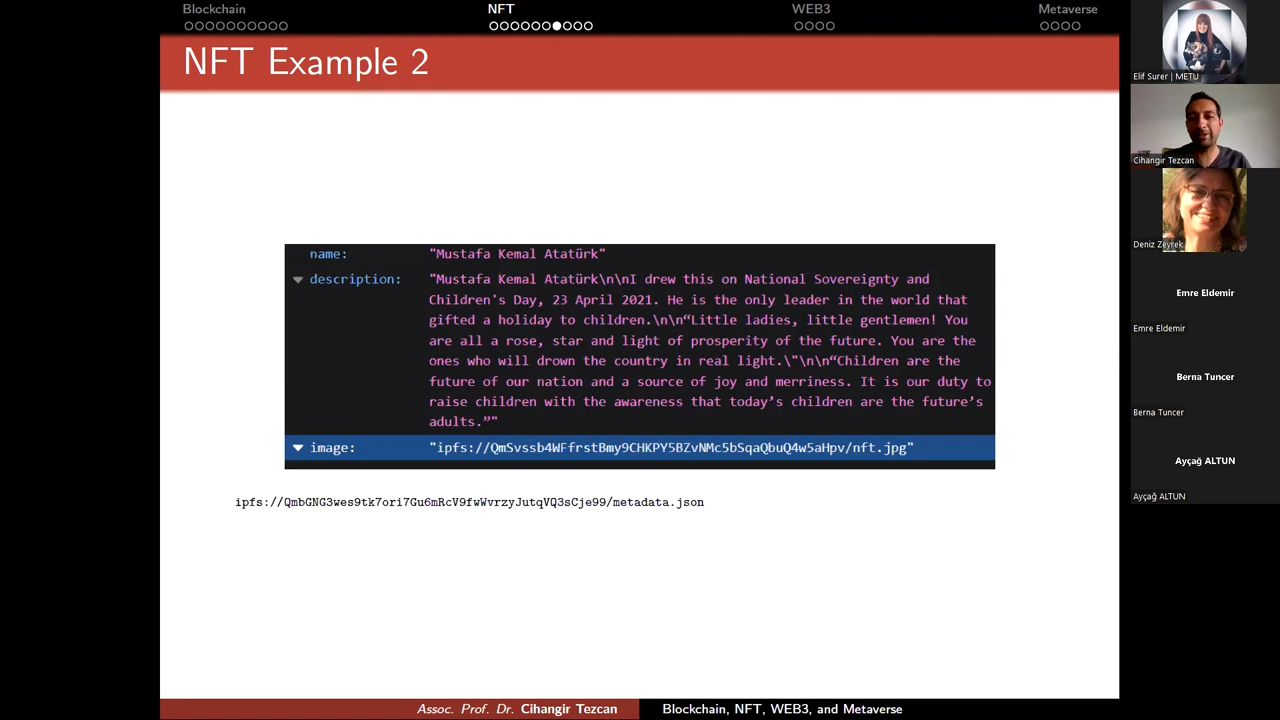 Blockchain
NFT
WEB3
Metaverse
NFT Example 2
name: "Mustafa Kemal Atatürk"
description: "Mustafa Kemal Atatürk\n\nI drew this on National Sovereignty and
Children's Day, 23 April 2021. He is the only leader in the world that
gifted a holiday to children.\n\n“Little ladies, little gentlemen! You
are all a rose, star and light of prosperity of the future. You are the
ones who will drown the country in real light.\"\n\n“Children are the
future of our nation and a source of joy and merriness. It is our duty to
raise children with the awareness that today’s children are the future’s
adults.”"
image: "ipfs://QmSvssb4WFfrstBmy9CHKPY5BZvNMc5bSqaQbuQ4w5aHpv/nft.jpg"
ipfs://QmbGNG3wes9tk7ori7Gu6mRcV9fwWvrzyJutqVQ3sCje99/metadata.json
Assoc. Prof. Dr. Cihangir Tezcan
Blockchain, NFT, WEB3, and Metaverse
Elif Surer | METU
Cihangir Tezcan
Deniz Zeyrek
Emre Eldemir
Emre Eldemir
Berna Tuncer
Berna Tuncer
Ayçağ ALTUN
Ayçağ ALTUN